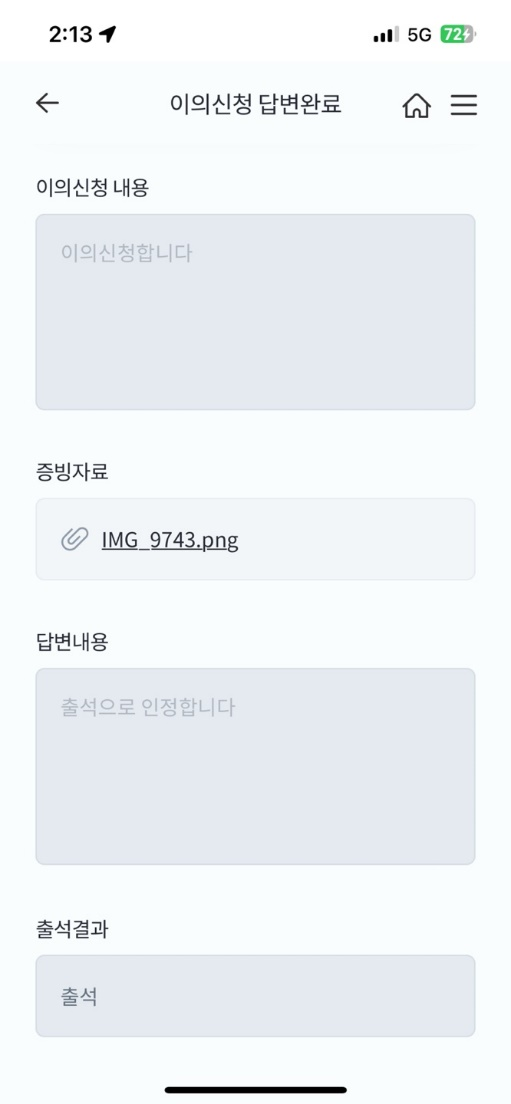 2:13
5G 72
이의신청 답변완료
이의신청 내용
이의신청합니다
증빙자료
IMG_9743.png
답변내용
출석으로 인정합니다
출석결과
출석